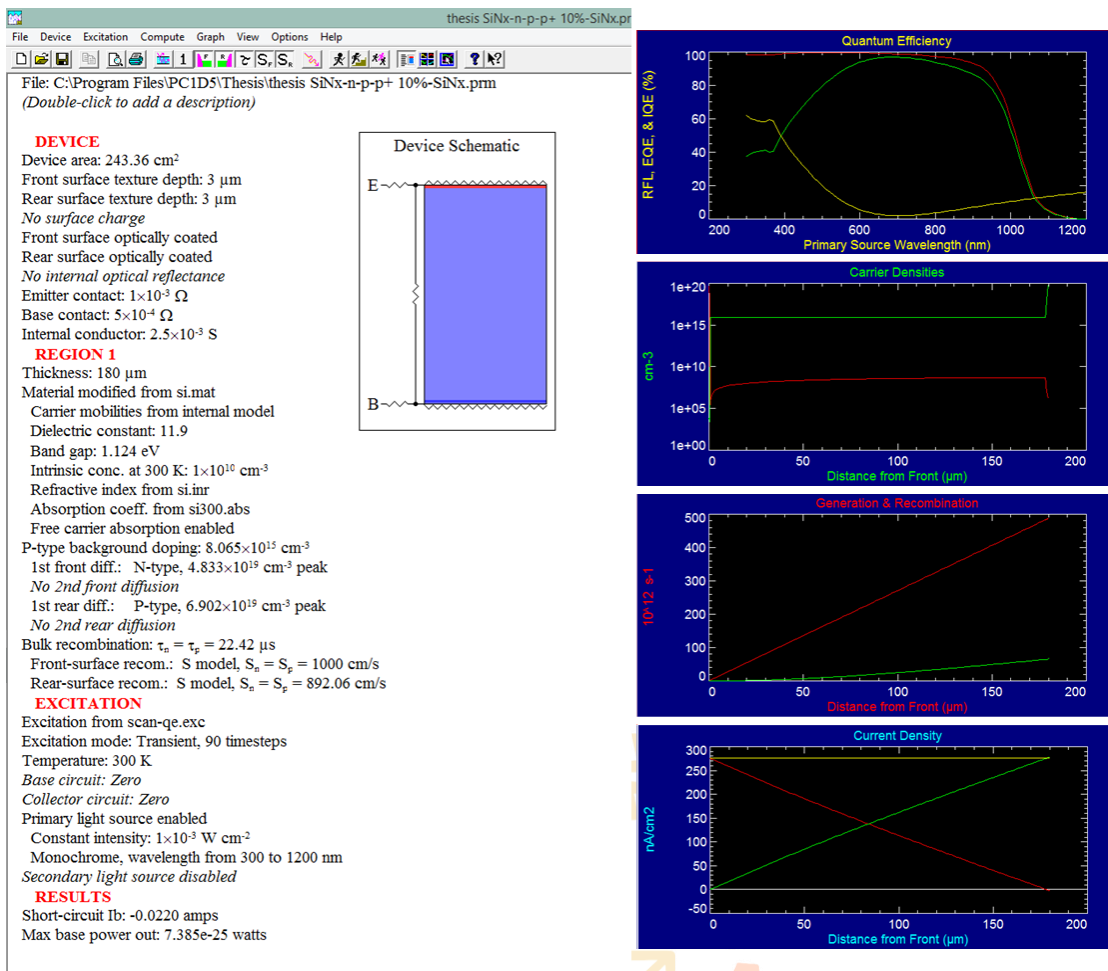 thesis SiNx-n-p-p+ 10%-SiNx.pr
File Device Excitation Compute Graph View Options Help
1 F R τ S_F S_R ? ?
File: C:\Program Files\PC1D5\Thesis\thesis SiNx-n-p-p+ 10%-SiNx.prm
(Double-click to add a description)
DEVICE
Device area: 243.36 cm²
Front surface texture depth: 3 µm
Rear surface texture depth: 3 µm
No surface charge
Front surface optically coated
Rear surface optically coated
No internal optical reflectance
Emitter contact: 1×10⁻³ Ω
Base contact: 5×10⁻⁴ Ω
Internal conductor: 2.5×10⁻³ S
REGION 1
Thickness: 180 µm
Material modified from si.mat
Carrier mobilities from internal model
Dielectric constant: 11.9
Band gap: 1.124 eV
Intrinsic conc. at 300 K: 1×10¹⁰ cm⁻³
Refractive index from si.inr
Absorption coeff. from si300.abs
Free carrier absorption enabled
P-type background doping: 8.065×10¹⁵ cm⁻³
1st front diff.: N-type, 4.833×10¹⁹ cm⁻³ peak
No 2nd front diffusion
1st rear diff.: P-type, 6.902×10¹⁹ cm⁻³ peak
No 2nd rear diffusion
Bulk recombination: τₙ = τₚ = 22.42 µs
Front-surface recom.: S model, Sₙ = Sₚ = 1000 cm/s
Rear-surface recom.: S model, Sₙ = Sₚ = 892.06 cm/s
EXCITATION
Excitation from scan-qe.exc
Excitation mode: Transient, 90 timesteps
Temperature: 300 K
Base circuit: Zero
Collector circuit: Zero
Primary light source enabled
Constant intensity: 1×10⁻³ W cm⁻²
Monochrome, wavelength from 300 to 1200 nm
Secondary light source disabled
RESULTS
Short-circuit Ib: -0.0220 amps
Max base power out: 7.385e-25 watts
Device Schematic
E
B
Quantum Efficiency
RFL, EQE, & IQE (%)
100
80
60
40
20
0
200 400 600 800 1000 1200
Primary Source Wavelength (nm)
Carrier Densities
cm-3
1e+20
1e+15
1e+10
1e+05
1e+00
0 50 100 150 200
Distance from Front (µm)
Generation & Recombination
10^12 s-1
500
400
300
200
100
0
0 50 100 150 200
Distance from Front (µm)
Current Density
nA/cm2
300
250
200
150
100
50
0
-50
0 50 100 150 200
Distance from Front (µm)